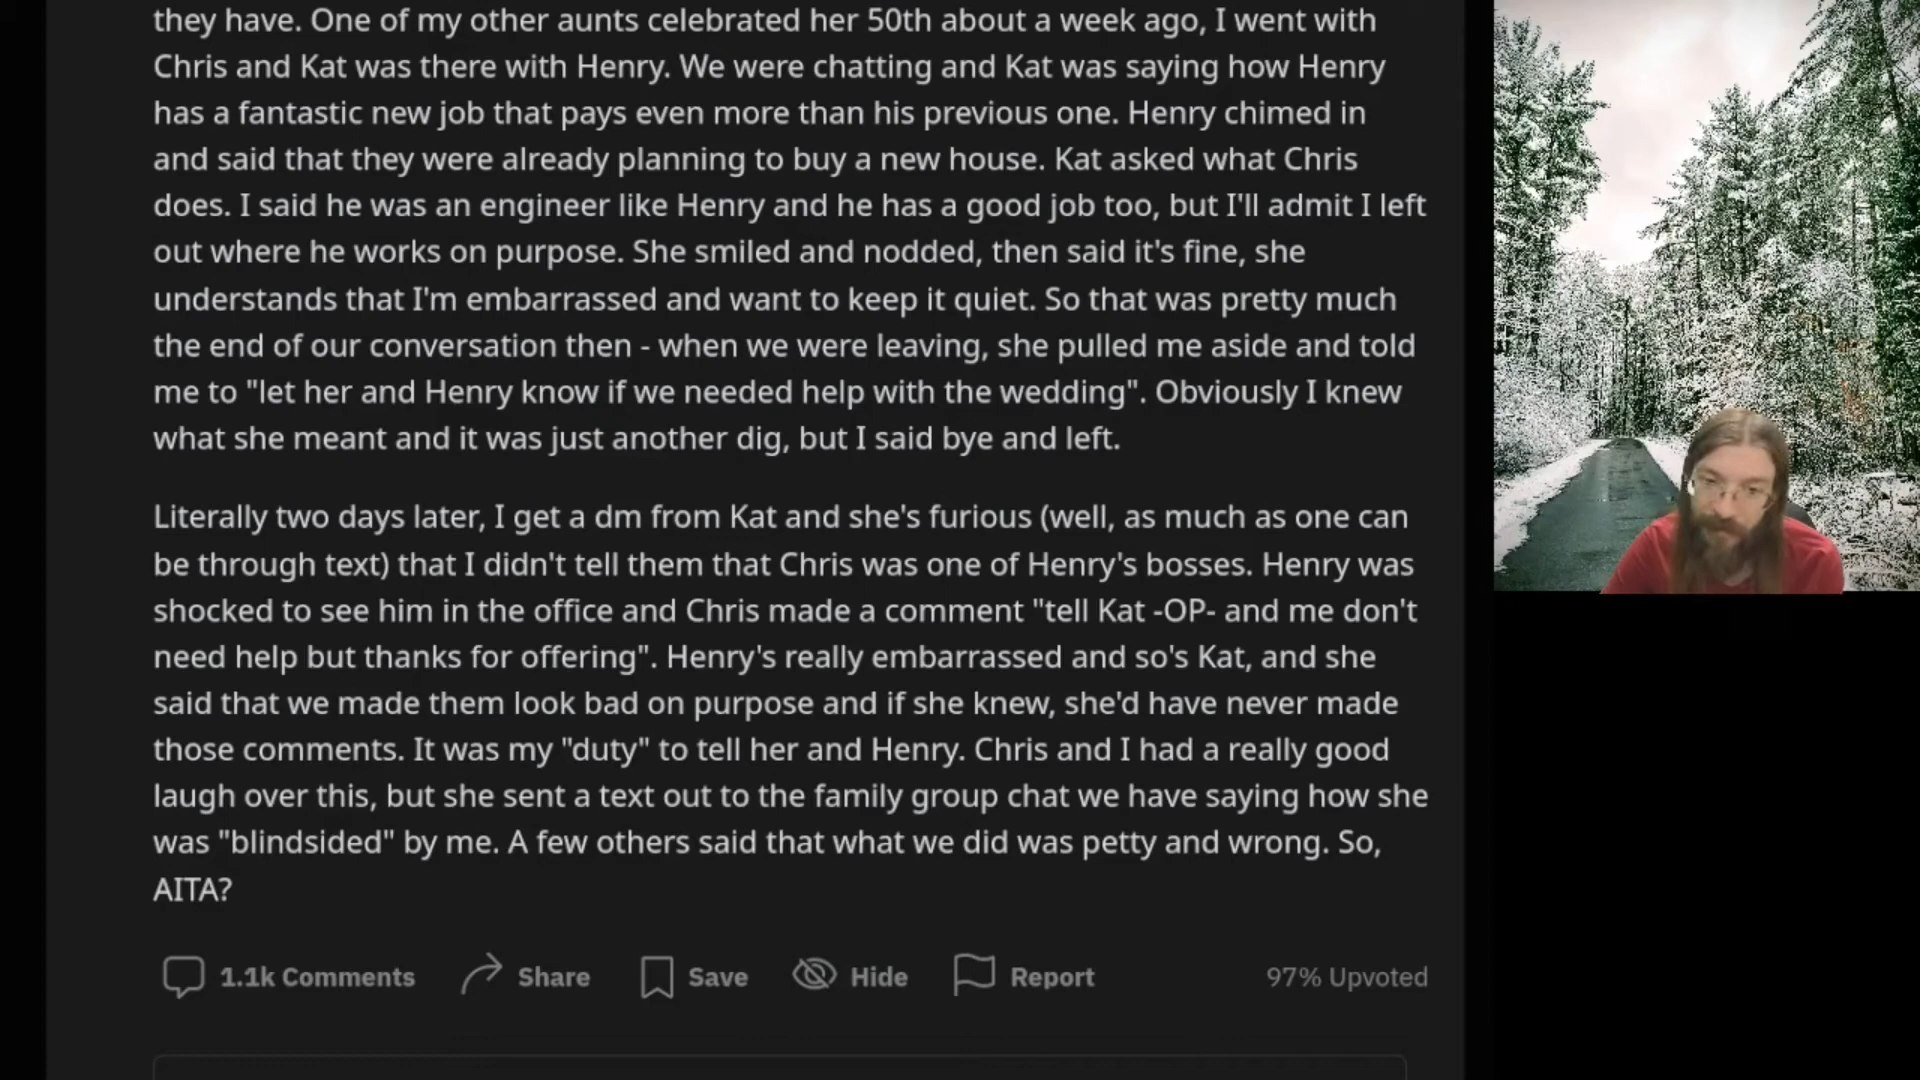 they have. One of my other aunts celebrated her 50th about a week ago, I went with
Chris and Kat was there with Henry. We were chatting and Kat was saying how Henry
has a fantastic new job that pays even more than his previous one. Henry chimed in
and said that they were already planning to buy a new house. Kat asked what Chris
does. I said he was an engineer like Henry and he has a good job too, but I'll admit I left
out where he works on purpose. She smiled and nodded, then said it's fine, she
understands that I'm embarrassed and want to keep it quiet. So that was pretty much
the end of our conversation then - when we were leaving, she pulled me aside and told
me to "let her and Henry know if we needed help with the wedding". Obviously I knew
what she meant and it was just another dig, but I said bye and left.
Literally two days later, I get a dm from Kat and she's furious (well, as much as one can
be through text) that I didn't tell them that Chris was one of Henry's bosses. Henry was
shocked to see him in the office and Chris made a comment "tell Kat -OP- and me don't
need help but thanks for offering". Henry's really embarrassed and so's Kat, and she
said that we made them look bad on purpose and if she knew, she'd have never made
those comments. It was my "duty" to tell her and Henry. Chris and I had a really good
laugh over this, but she sent a text out to the family group chat we have saying how she
was "blindsided" by me. A few others said that what we did was petty and wrong. So,
AITA?
1.1k Comments Share Save Hide Report 97% Upvoted